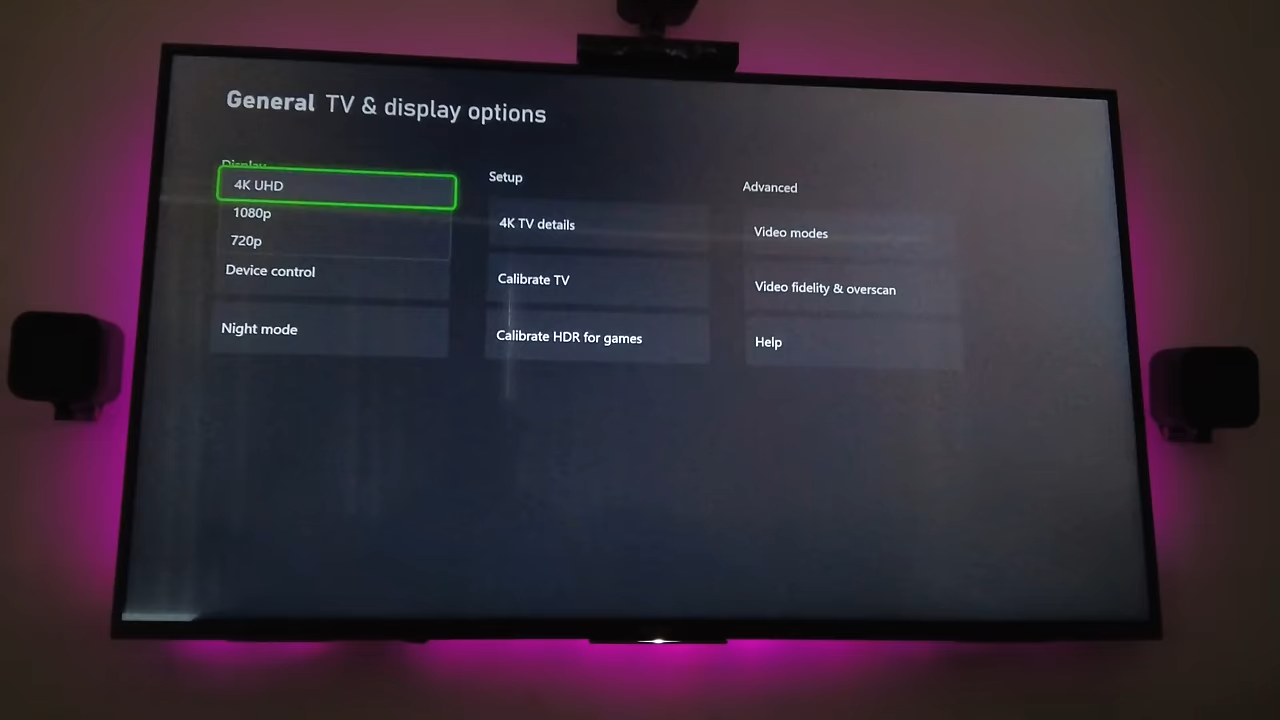 General TV & display options
Display
4K UHD
1080p
720p
Device control
Night mode
Setup
4K TV details
Calibrate TV
Calibrate HDR for games
Advanced
Video modes
Video fidelity & overscan
Help